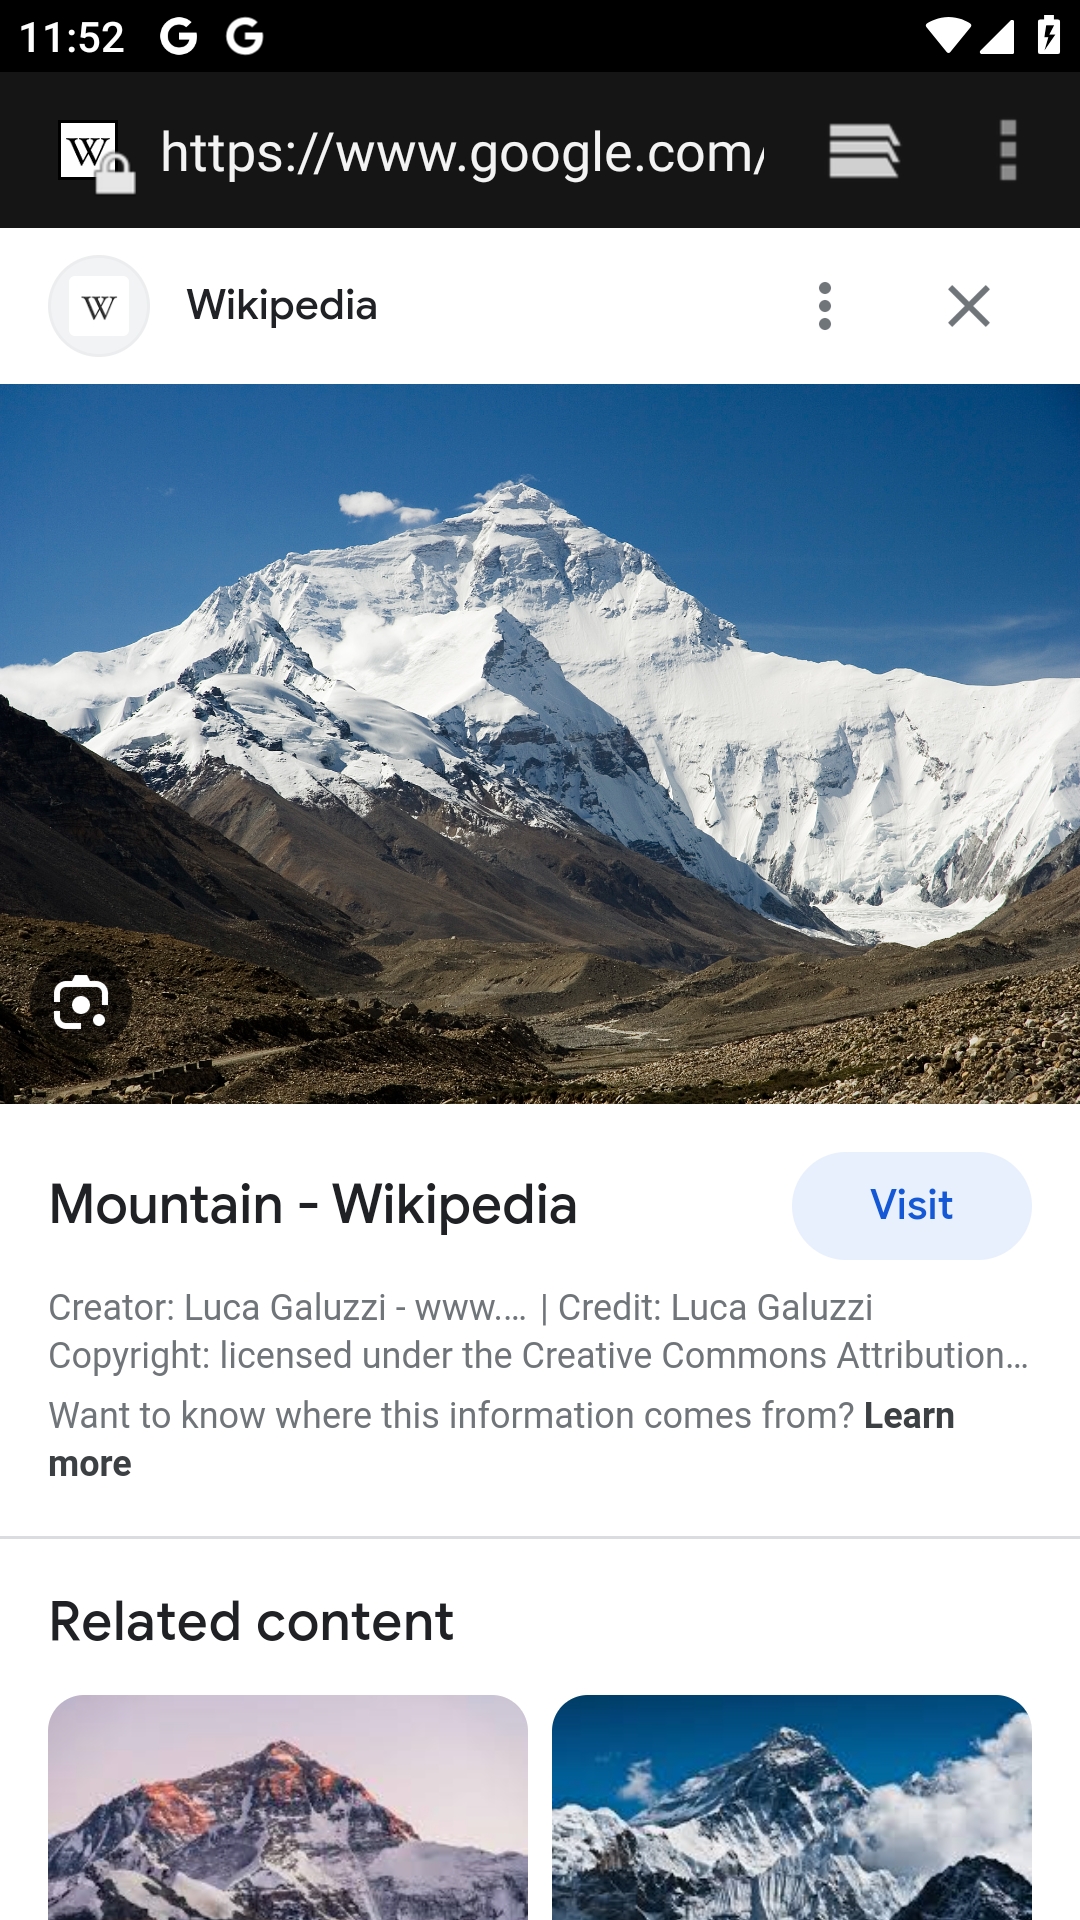 11:52
https://www.google.com/
Wikipedia
Mountain - Wikipedia
Visit
Creator: Luca Galuzzi - www.… | Credit: Luca Galuzzi
Copyright: licensed under the Creative Commons Attribution…
Want to know where this information comes from? Learn
more
Related content